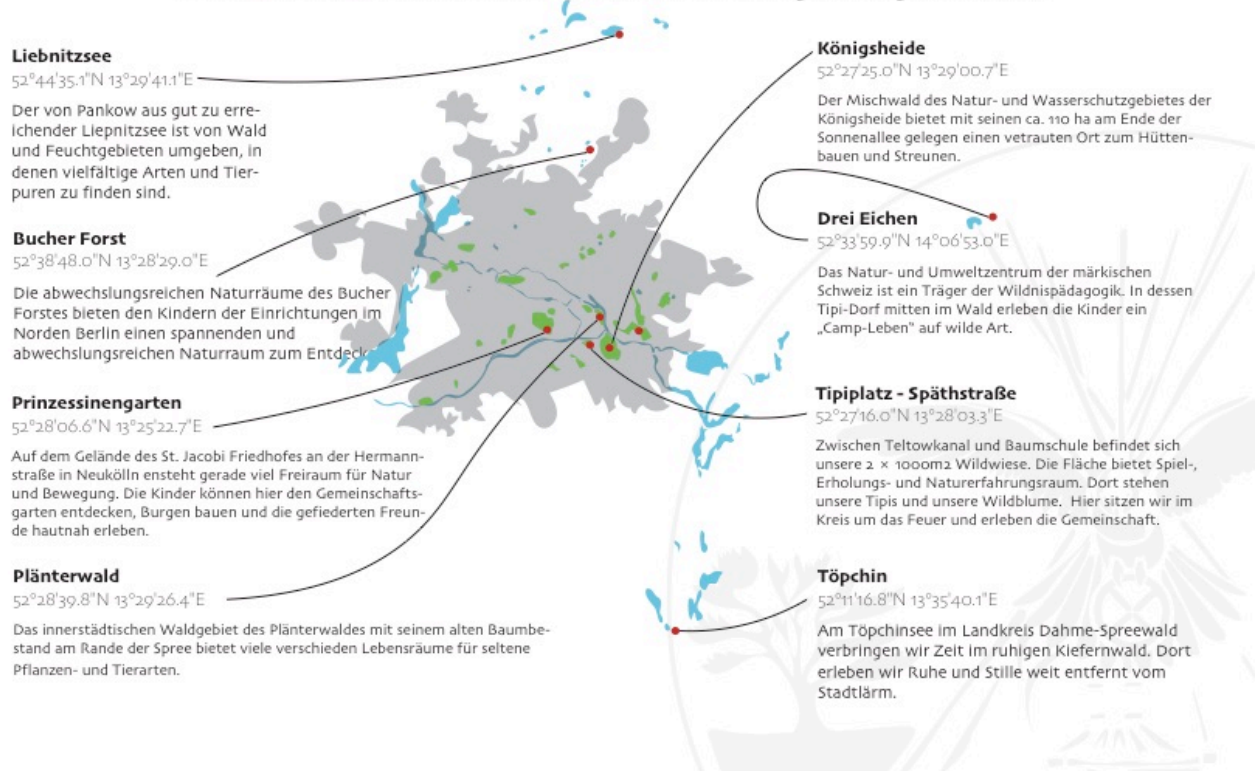 Liebnitzsee
52°44'35.1"N 13°29'41.1"E
Der von Pankow aus gut zu erre-
ichender Liepnitzsee ist von Wald
und Feuchtgebieten umgeben, in
denen vielfältige Arten und Tier-
puren zu finden sind.
Bucher Forst
52°38'48.0"N 13°28'29.0"E
Die abwechslungsreichen Naturräume des Bucher
Forstes bieten den Kindern der Einrichtungen im
Norden Berlin einen spannenden und
abwechslungsreichen Naturraum zum
Prinzessinengarten
52°28'06.6"N 13°25'22.7"E
Auf dem Gelände des St. Jacobi Friedhofes an der Hermann-
straße in Neukölln ensteht gerade viel Freiraum für Natur
und Bewegung. Die Kinder können hier den Gemeinschafts-
garten entdecken, Burgen bauen und die gefiederten Freun-
de hautnah erleben.
Plänterwald
52°28'39.8"N 13°29'26.4"E
Das innerstädtischen Waldgebiet des Plänterwaldes mit seinem alten Baumbe-
stand am Rande der Spree bietet viele verschieden Lebensräume für seltene
Pflanzen- und Tierarten.
Königsheide
52°27'25.0"N 13°29'00.7"E
Der Mischwald des Natur- und Wasserschutzgebietes der
Königsheide bietet mit seinen ca. 110 ha am Ende der
Sonnenallee gelegen einen vetrauten Ort zum Hütten-
bauen und Streunen.
Drei Eichen
52°33'59.9"N 14°06'53.0"E
Das Natur- und Umweltzentrum der märkischen
Schweiz ist ein Träger der Wildnispädagogik. In dessen
Tipi-Dorf mitten im Wald erleben die Kinder ein
„Camp-Leben" auf wilde Art.
Tipiplatz - Späthstraße
52°27'16.0"N 13°28'03.3"E
Zwischen Teltowkanal und Baumschule befindet sich
unsere 2 × 1000m2 Wildwiese. Die Fläche bietet Spiel-,
Erholungs- und Naturerfahrungsraum. Dort stehen
unsere Tipis und unsere Wildblume. Hier sitzen wir im
Kreis um das Feuer und erleben die Gemeinschaft.
Töpchin
52°11'16.8"N 13°35'40.1"E
Am Töpchinsee im Landkreis Dahme-Spreewald
verbringen wir Zeit im ruhigen Kiefernwald. Dort
erleben wir Ruhe und Stille weit entfernt vom
Stadtlärm.